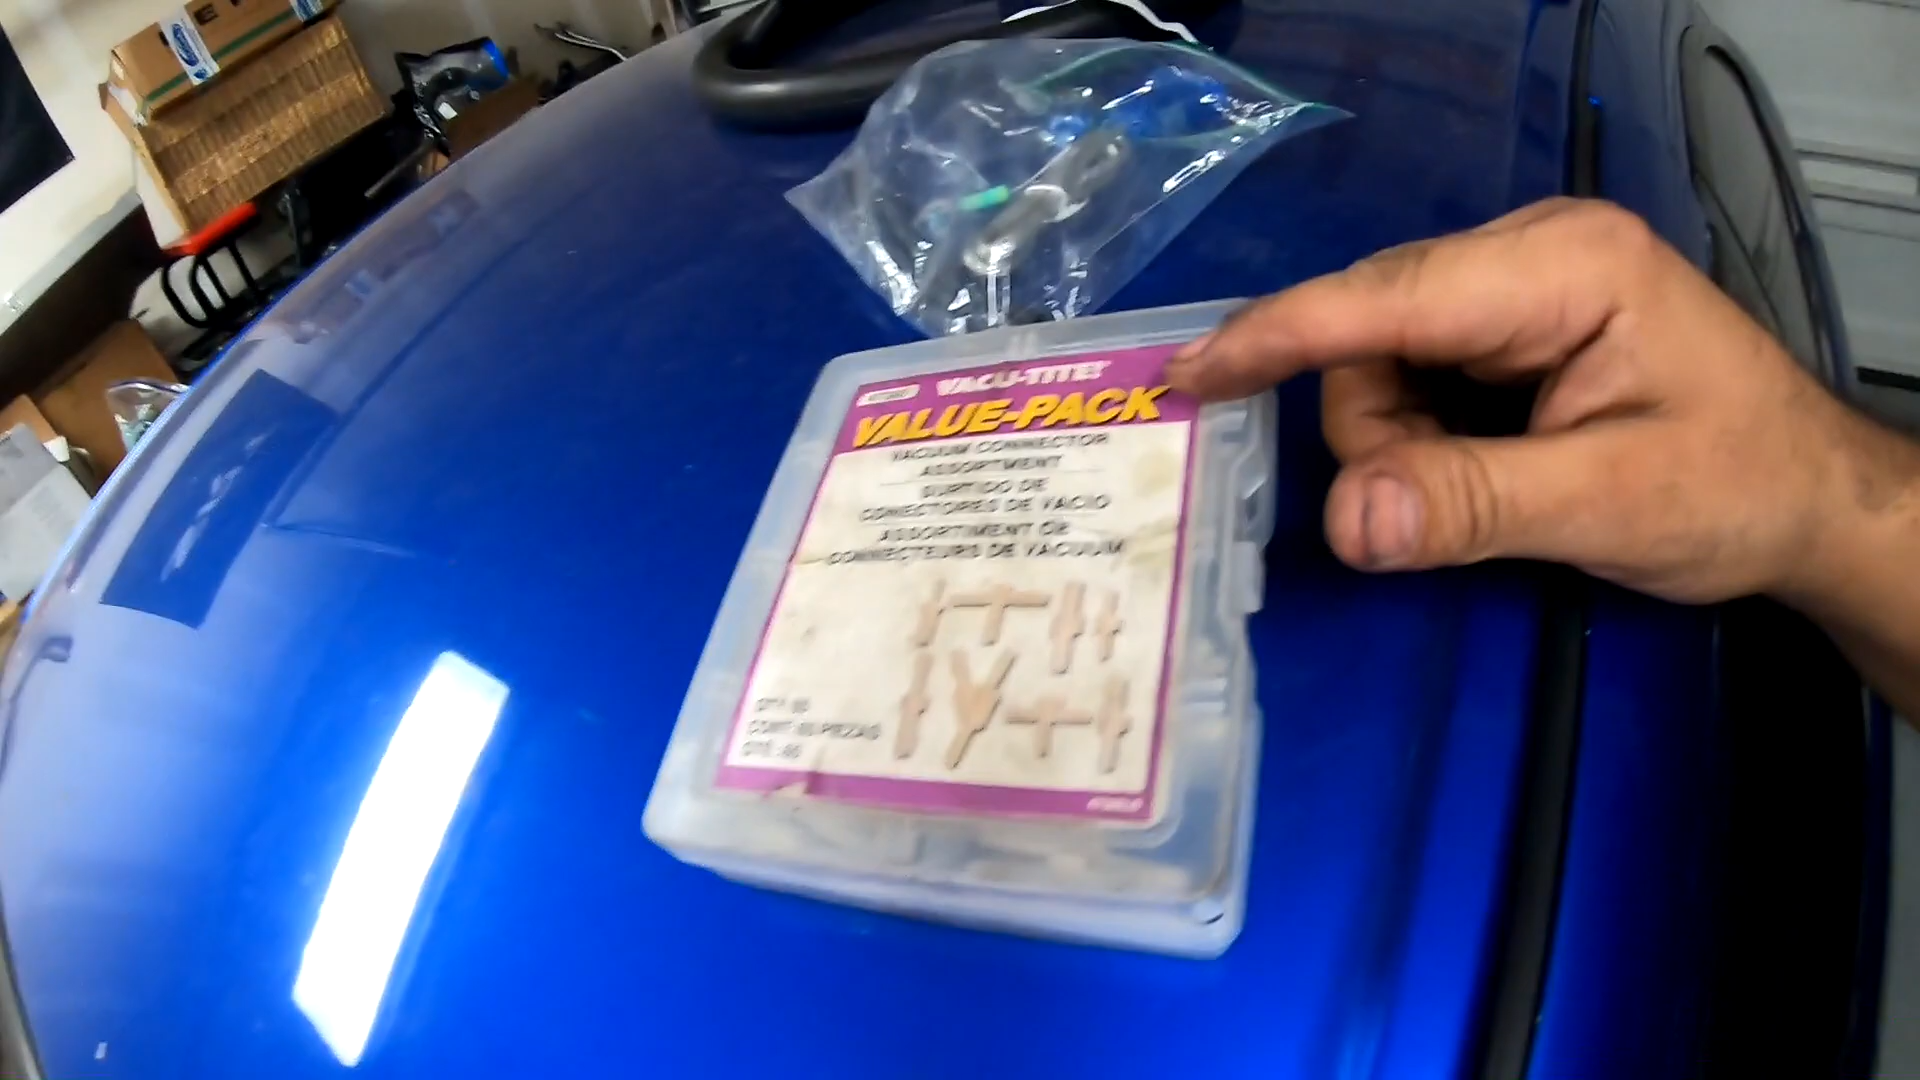 VACU-TITE!
VALUE-PACK
VACUUM CONNECTOR
ASSORTMENT
SURTIDO DE
CONECTORES DE VACIO
ASSORTIMENT DE
CONNECTEURS DE VACUUM